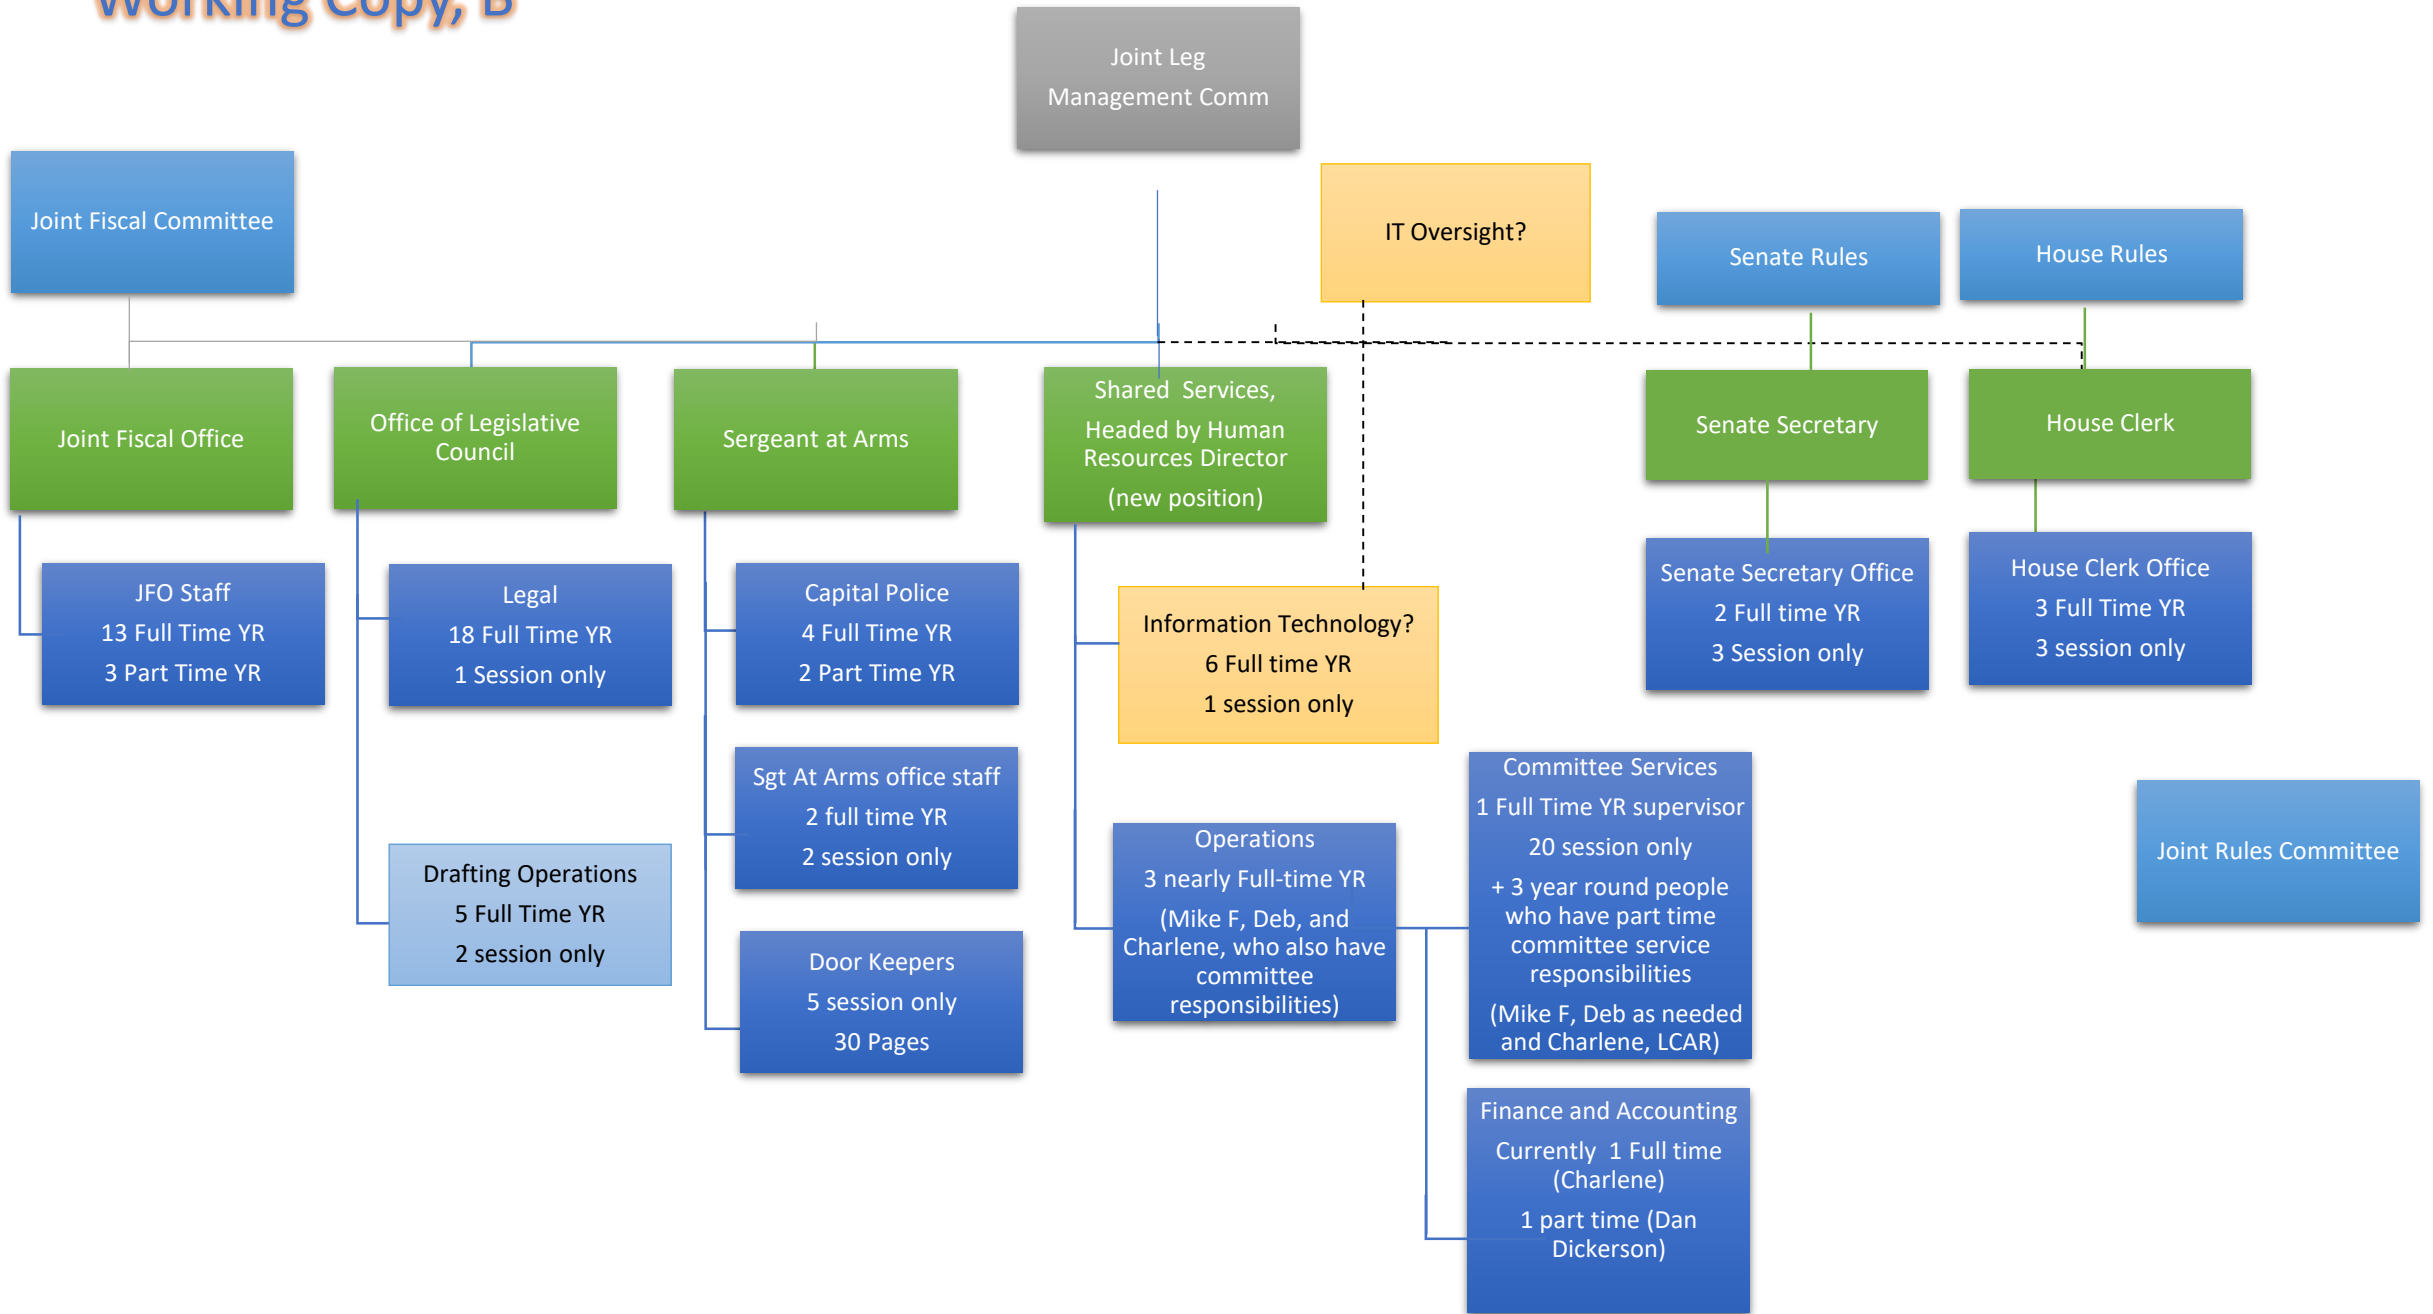 Working Copy, B
Joint Leg
Management Comm
Joint Fiscal Committee
IT Oversight?
Senate Rules
House Rules
Joint Fiscal Office
Office of Legislative
Council
Sergeant at Arms
Shared  Services,
Headed by Human
Resources Director
(new position)
Senate Secretary
House Clerk
JFO Staff
13 Full Time YR
3 Part Time YR
Legal
18 Full Time YR
1 Session only
Capital Police
4 Full Time YR
2 Part Time YR
Information Technology?
6 Full time YR
1 session only
Senate Secretary Office
2 Full time YR
3 Session only
House Clerk Office
3 Full Time YR
3 session only
Drafting Operations
5 Full Time YR
2 session only
Sgt At Arms office staff
2 full time YR
2 session only
Door Keepers
5 session only
30 Pages
Operations
3 nearly Full-time YR
(Mike F, Deb, and
Charlene, who also have
committee
responsibilities)
Committee Services
1 Full Time YR supervisor
20 session only
+ 3 year round people
who have part time
committee service
responsibilities
(Mike F, Deb as needed
and Charlene, LCAR)
Joint Rules Committee
Finance and Accounting
Currently  1 Full time
(Charlene)
1 part time (Dan
Dickerson)